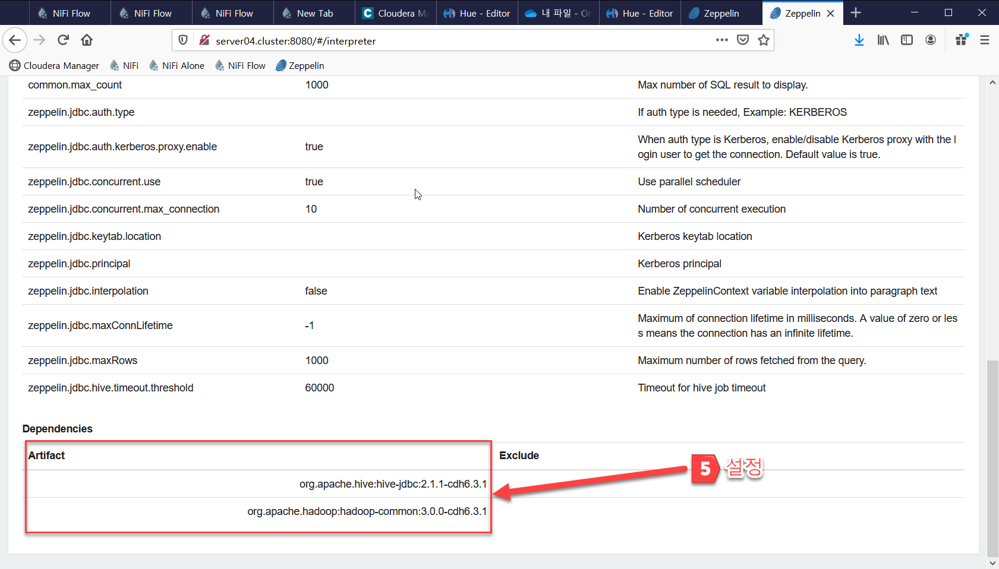 NiFi Flow
NiFi Flow
NiFi Flow
New Tab
Cloudera Ma
Hue - Editor
내 파일 - On
Hue - Editor
Zeppelin
Zeppelin
server04.cluster:8080/#/interpreter
Cloudera Manager
NiFi
NiFi Alone
NiFi Flow
Zeppelin
common.max_count 1000 Max number of SQL result to display.
zeppelin.jdbc.auth.type If auth type is needed, Example: KERBEROS
zeppelin.jdbc.auth.kerberos.proxy.enable true When auth type is Kerberos, enable/disable Kerberos proxy with the l
ogin user to get the connection. Default value is true.
zeppelin.jdbc.concurrent.use true Use parallel scheduler
zeppelin.jdbc.concurrent.max_connection 10 Number of concurrent execution
zeppelin.jdbc.keytab.location Kerberos keytab location
zeppelin.jdbc.principal Kerberos principal
zeppelin.jdbc.interpolation false Enable ZeppelinContext variable interpolation into paragraph text
zeppelin.jdbc.maxConnLifetime -1 Maximum of connection lifetime in milliseconds. A value of zero or les
s means the connection has an infinite lifetime.
zeppelin.jdbc.maxRows 1000 Maximum number of rows fetched from the query.
zeppelin.jdbc.hive.timeout.threshold 60000 Timeout for hive job timeout
Dependencies
Artifact Exclude
5 설정
org.apache.hive:hive-jdbc:2.1.1-cdh6.3.1
org.apache.hadoop:hadoop-common:3.0.0-cdh6.3.1